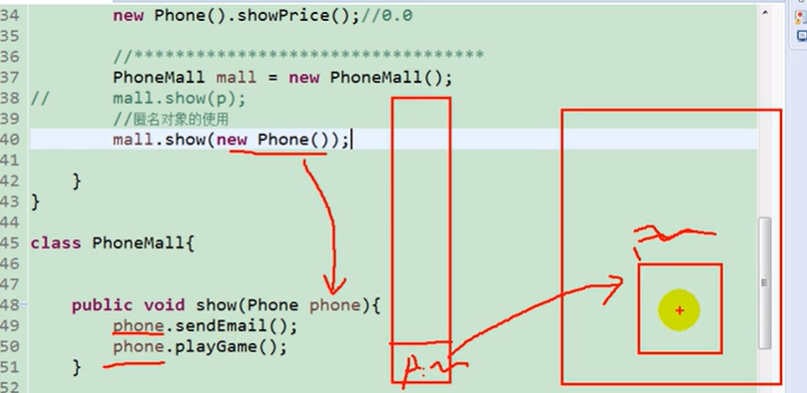 34 new Phone().showPrice();//0.0
35
36 //**********************************
37 PhoneMall mall = new PhoneMall();
38 // mall.show(p);
39 //匿名对象的使用
40 mall.show(new Phone());
41
42 }
43 }
44
45 class PhoneMall{
46
47
48 public void show(Phone phone){
49 phone.sendEmail();
50 phone.playGame();
51 }
52